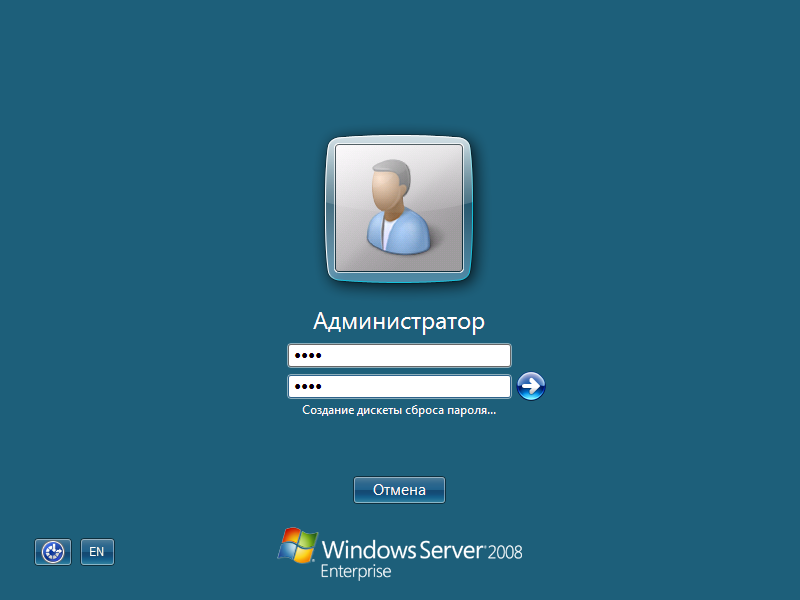 Администратор
••••
••••
Создание дискеты сброса пароля...
Отмена
EN
Windows Server 2008
Enterprise